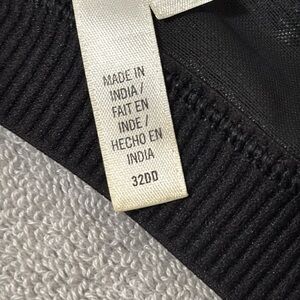 MADE IN
INDIA /
FAIT EN
INDE /
HECHO EN
INDIA
32DD